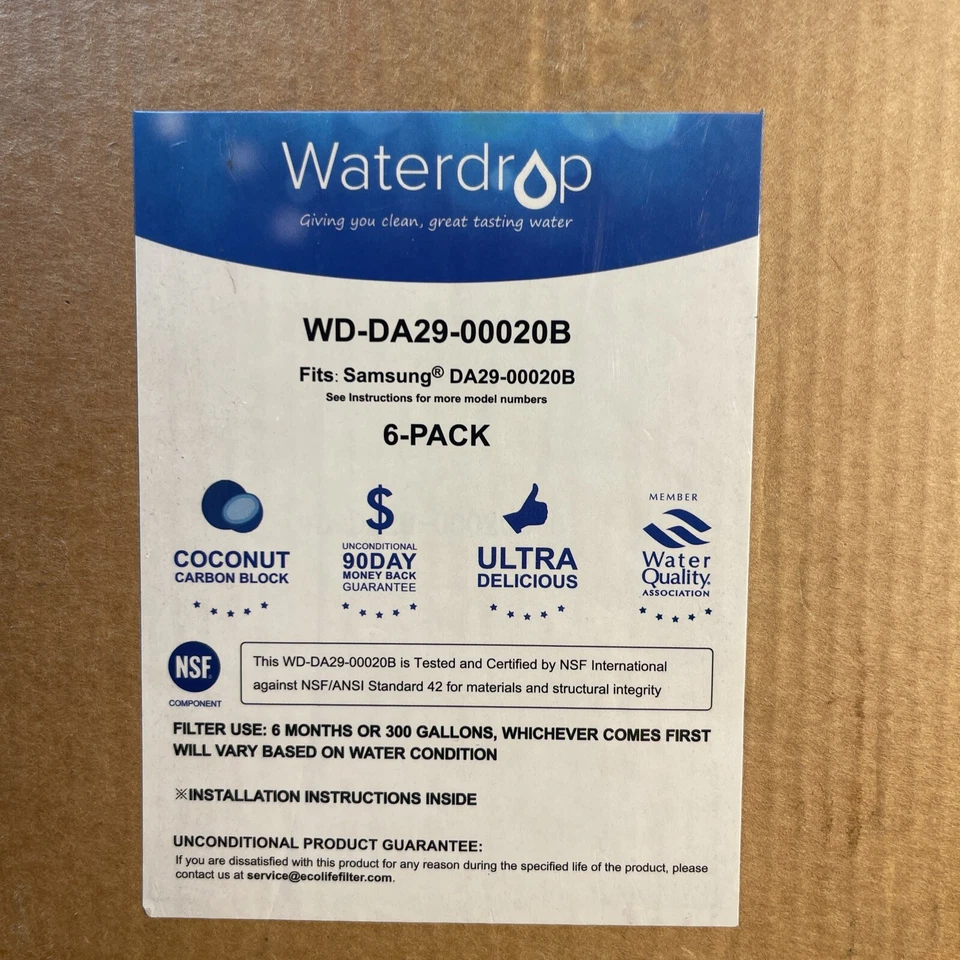 Waterdrop
Giving you clean, great tasting water
WD-DA29-00020B
Fits: Samsung® DA29-00020B
See Instructions for more model numbers
6-PACK
COCONUT
CARBON BLOCK
$
UNCONDITIONAL
90DAY
MONEY BACK
GUARANTEE
ULTRA
DELICIOUS
MEMBER
Water
Quality
ASSOCIATION
NSF
COMPONENT
This WD-DA29-00020B is Tested and Certified by NSF International
against NSF/ANSI Standard 42 for materials and structural integrity
FILTER USE: 6 MONTHS OR 300 GALLONS, WHICHEVER COMES FIRST
WILL VARY BASED ON WATER CONDITION
※INSTALLATION INSTRUCTIONS INSIDE
UNCONDITIONAL PRODUCT GUARANTEE:
If you are dissatisfied with this product for any reason during the specified life of the product, please
contact us at service@ecolifefilter.com.